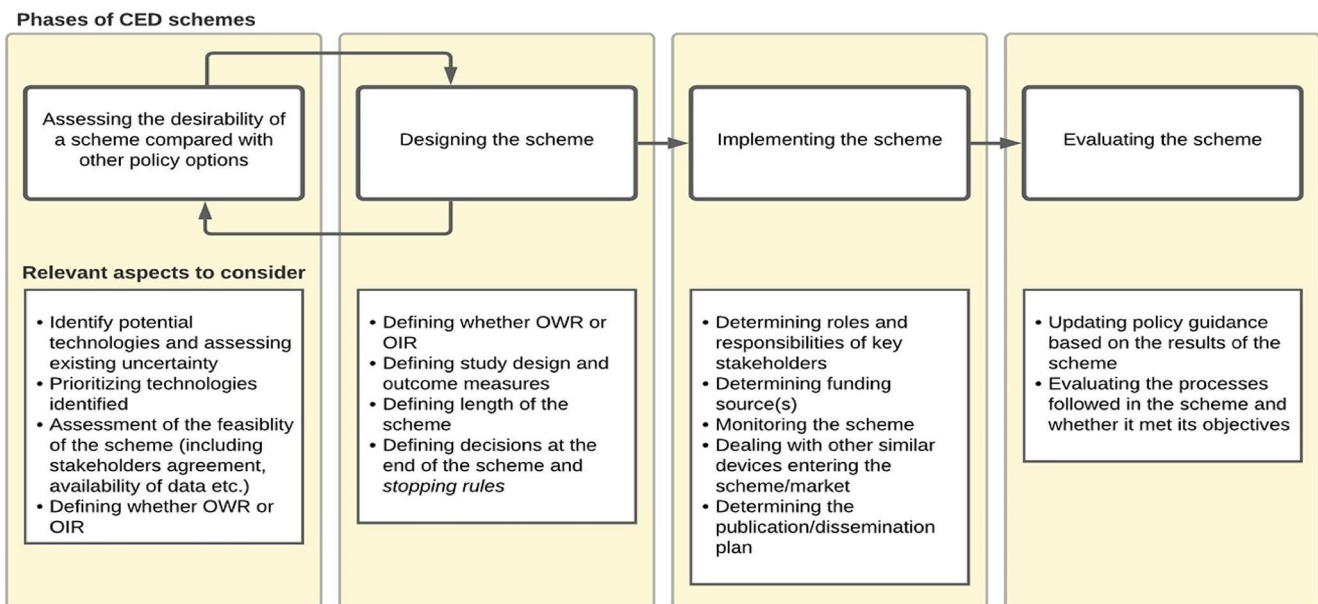 Phases of CED schemes
Assessing the desirability of
a scheme compared with
other policy options
Designing the scheme
Implementing the scheme
Evaluating the scheme
Relevant aspects to consider
• Identify potential
technologies and assessing
existing uncertainty
• Prioritizing technologies
identified
• Assessment of the feasiblity
of the scheme (including
stakeholders agreement,
availability of data etc.)
• Defining whether OWR or
OIR
• Defining whether OWR or
OIR
• Defining study design and
outcome measures
• Defining length of the
scheme
• Defining decisions at the
end of the scheme and
stopping rules
• Determining roles and
responsibilities of key
stakeholders
• Determining funding
source(s)
• Monitoring the scheme
• Dealing with other similar
devices entering the
scheme/market
• Determining the
publication/dissemination
plan
• Updating policy guidance
based on the results of the
scheme
• Evaluating the processes
followed in the scheme and
whether it met its objectives